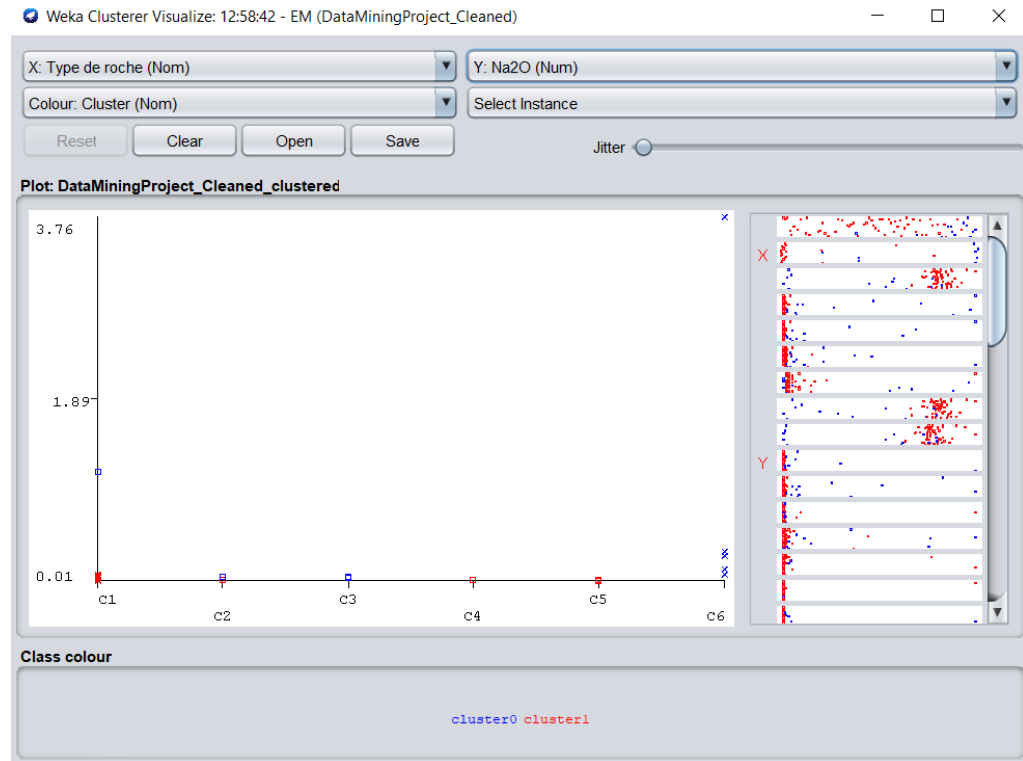 Weka Clusterer Visualize: 12:58:42 - EM (DataMiningProject_Cleaned)
X: Type de roche (Nom)
Y: Na2O (Num)
Colour: Cluster (Nom)
Select Instance
Reset
Clear
Open
Save
Jitter
Plot: DataMiningProject_Cleaned_clustered
3.76
1.89
0.01
C1
C2
C3
C4
C5
C6
X
Y
Class colour
cluster0 cluster1